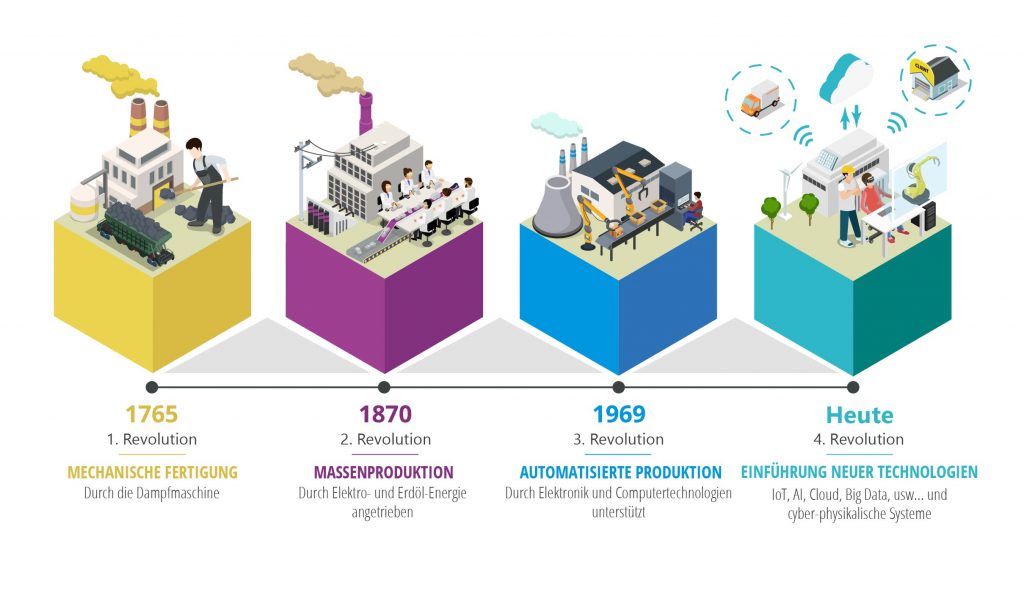 CLIENT
1765
1. Revolution
MECHANISCHE FERTIGUNG
Durch die Dampfmaschine
1870
2. Revolution
MASSENPRODUKTION
Durch Elektro- und Erdöl-Energie
angetrieben
1969
3. Revolution
AUTOMATISIERTE PRODUKTION
Durch Elektronik und Computertechnologien
unterstützt
Heute
4. Revolution
EINFÜHRUNG NEUER TECHNOLOGIEN
IoT, AI, Cloud, Big Data, usw... und
cyber-physikalische Systeme